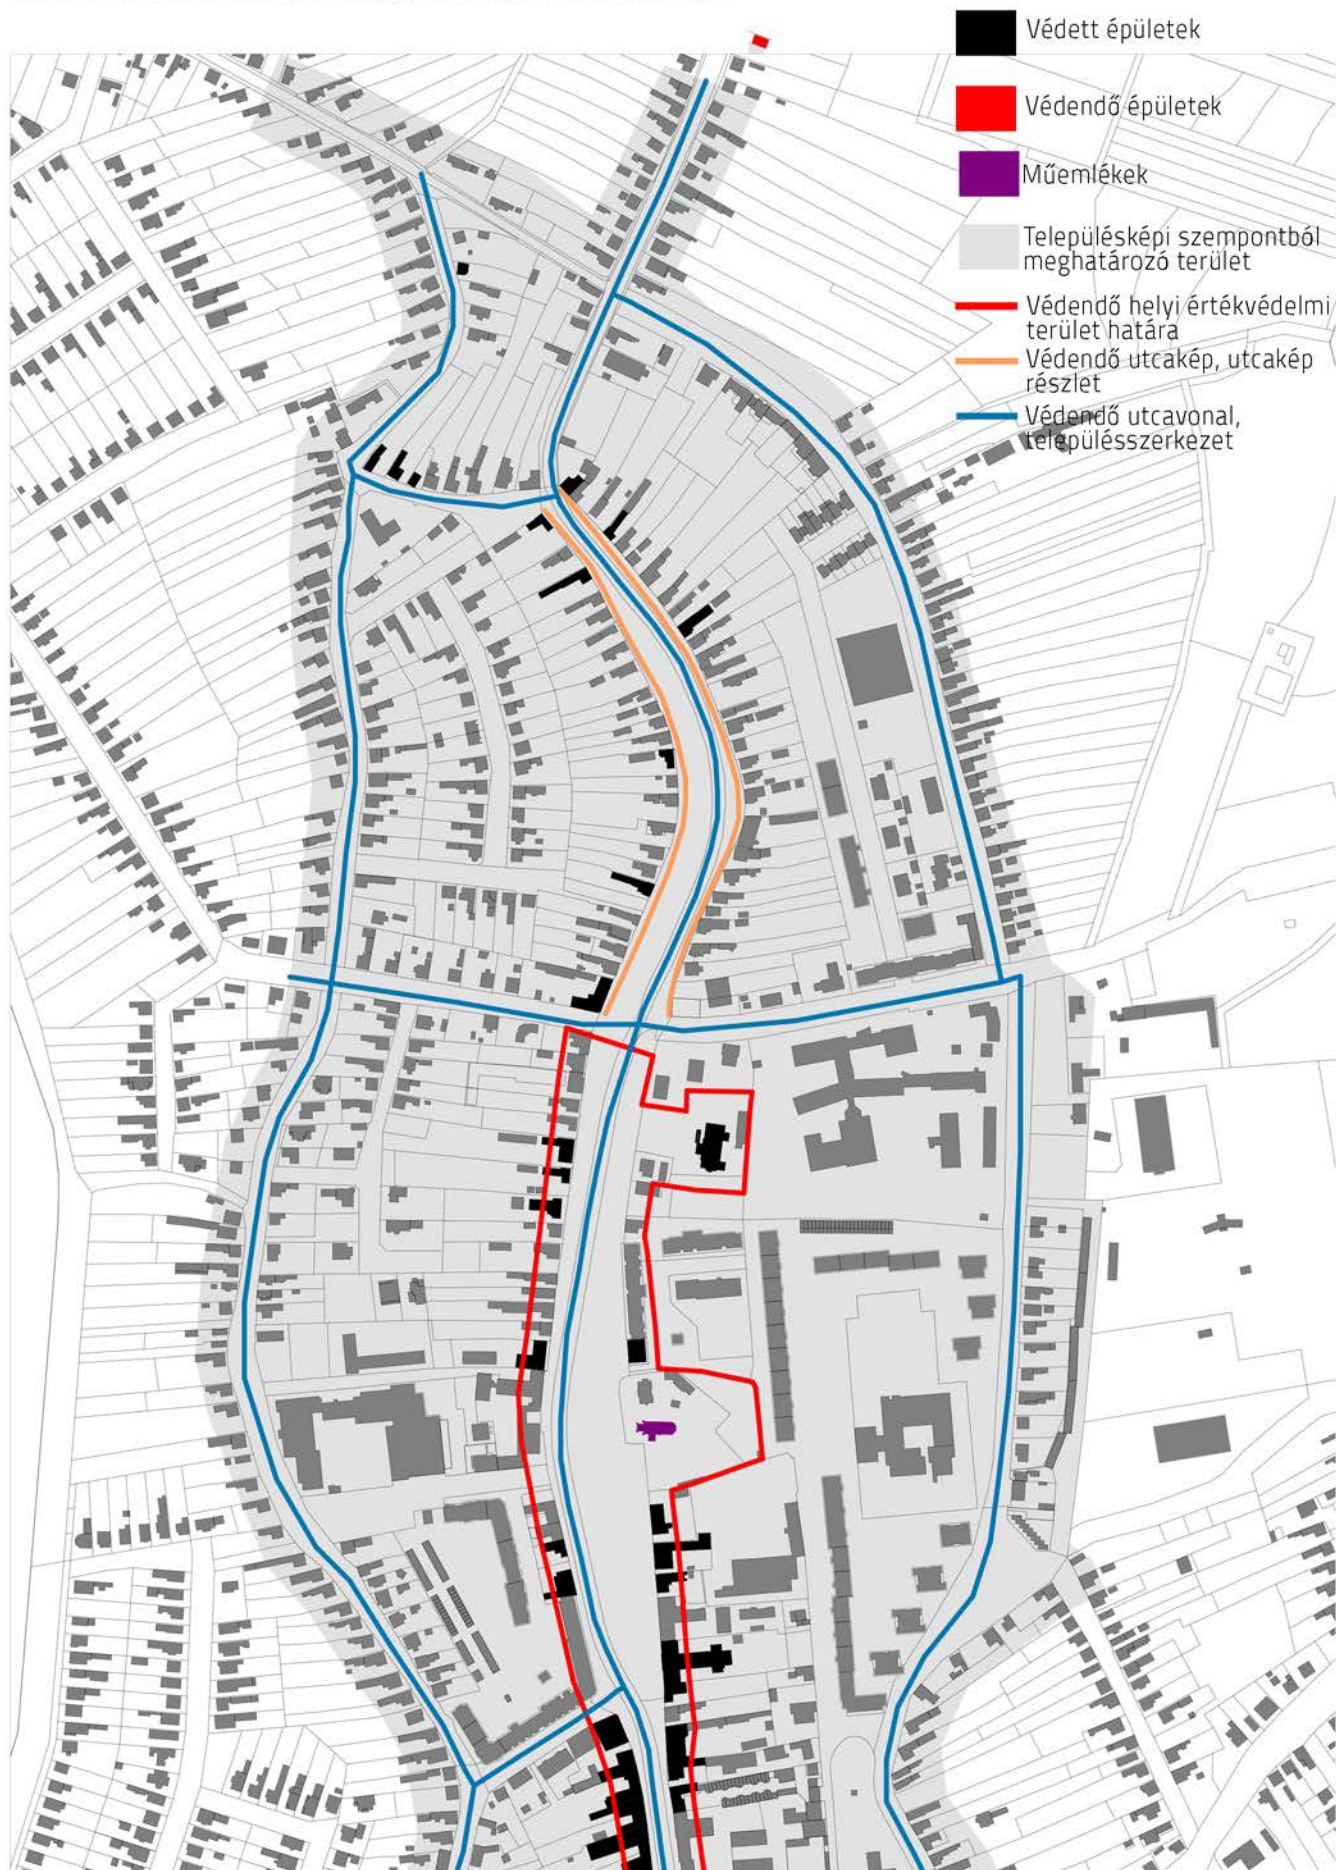 Védett épületek
Védendő épületek
Műemlékek
Településképi szempontból
meghatározó terület
Védendő helyi értékvédelmi
terület határa
Védendő utcakép, utcakép
részlet
Védendő utcavonal,
településszerkezet